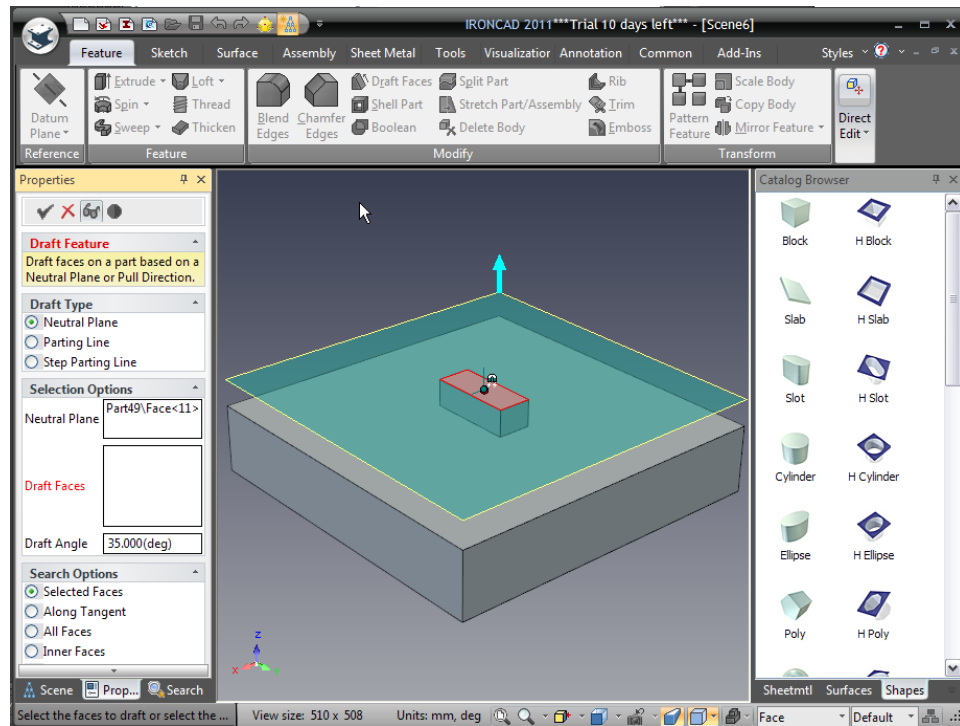 IRONCAD 2011***Trial 10 days left*** - [Scene6]
Feature Sketch Surface Assembly Sheet Metal Tools Visualization Annotation Common Add-Ins Styles
Datum Plane
Extrude Loft
Spin Thread
Sweep Thicken
Blend Edges
Chamfer Edges
Draft Faces Split Part Rib
Shell Part Stretch Part/Assembly Trim
Boolean Delete Body Emboss
Pattern Feature
Scale Body
Copy Body
Mirror Feature
Direct Edit
Reference Feature Modify Transform
Properties
Draft Feature
Draft faces on a part based on a
Neutral Plane or Pull Direction.
Draft Type
Neutral Plane
Parting Line
Step Parting Line
Selection Options
Neutral Plane Part49\Face<11>
Draft Faces
Draft Angle 35.000(deg)
Search Options
Selected Faces
Along Tangent
All Faces
Inner Faces
Scene Prop... Search
z
x
Catalog Browser
Block H Block
Slab H Slab
Slot H Slot
Cylinder H Cylinder
Ellipse H Ellipse
Poly H Poly
Sheetmtl Surfaces Shapes
Select the faces to draft or select the ... View size: 510 x 508 Units: mm, deg Face Default